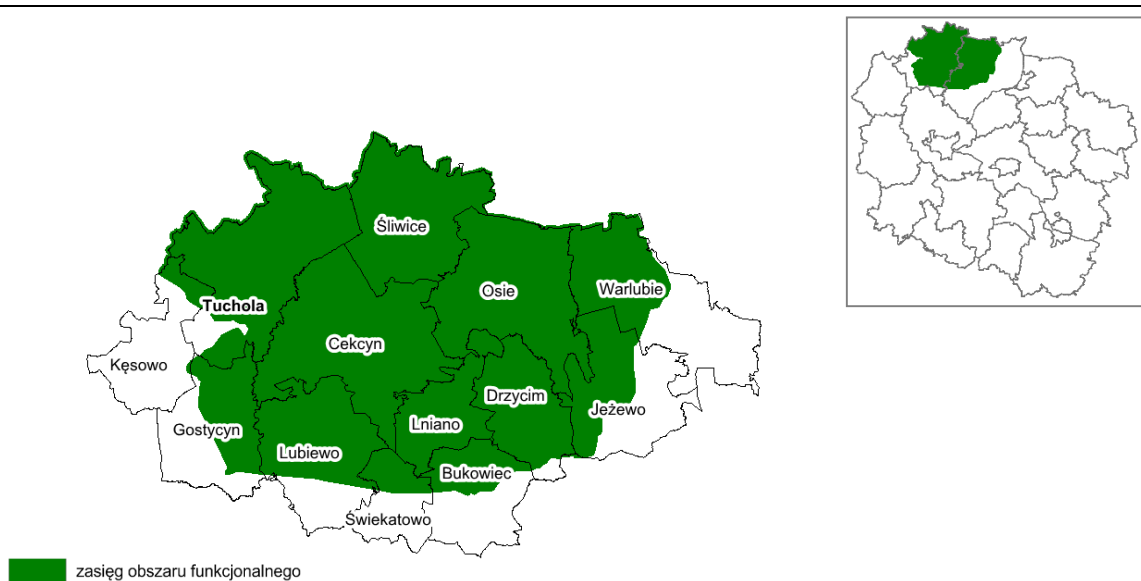 Śliwice
Tuchola
Osie
Warlubie
Cekcyn
Kęsowo
Drzycim
Jeżewo
Gostycyn
Lniano
Lubiewo
Bukowiec
Świekatowo
zasięg obszaru funkcjonalnego